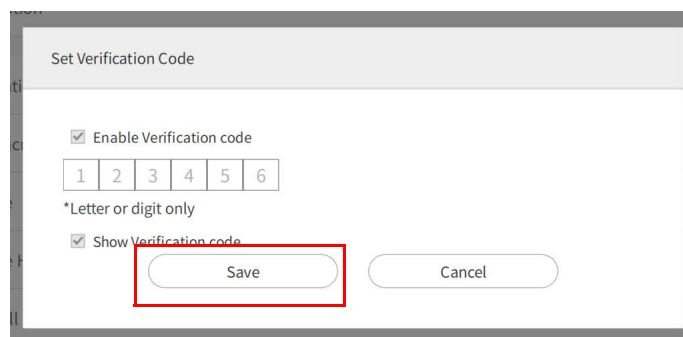 Set Verification Code
Enable Verification code
1 2 3 4 5 6
*Letter or digit only
Show Verification code
Save Cancel